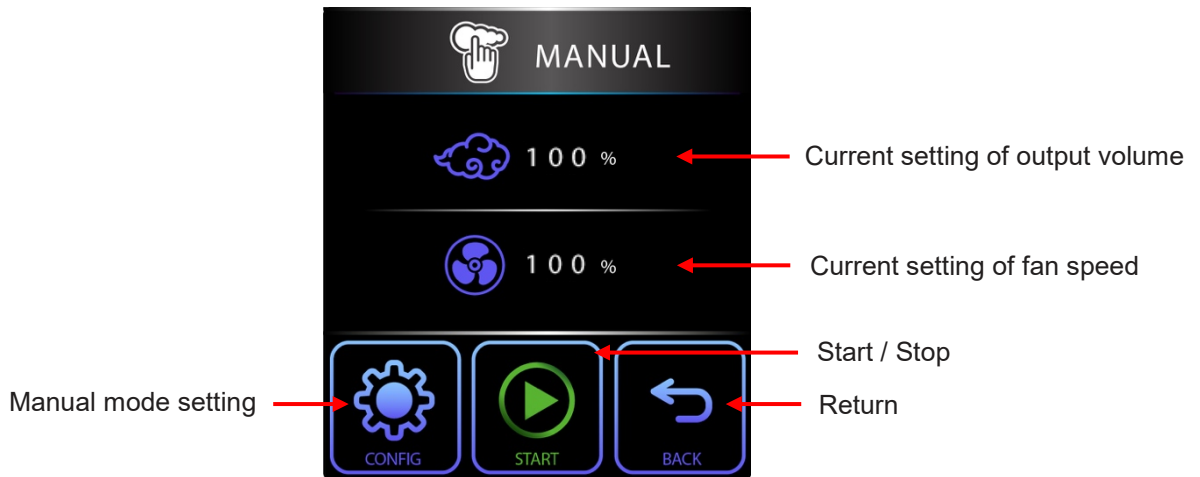 MANUAL
100 %
Current setting of output volume
100 %
Current setting of fan speed
Start / Stop
Manual mode setting
Return
CONFIG
START
BACK